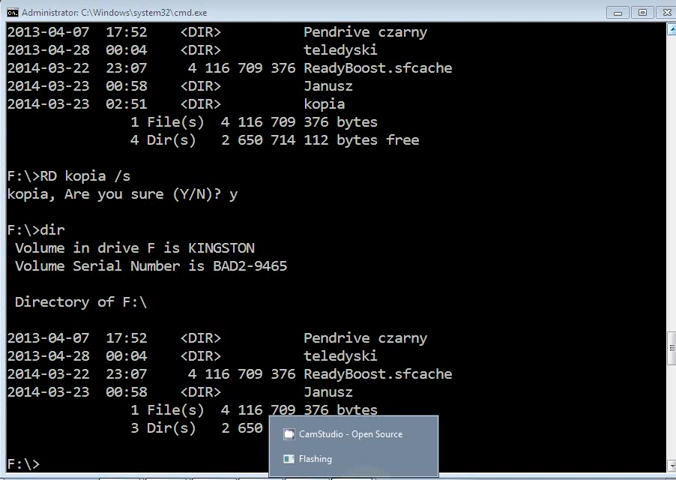 Administrator: C:\Windows\system32\cmd.exe
2013-04-07 17:52 <DIR> Pendrive czarny
2013-04-28 00:04 <DIR> teledyski
2014-03-22 23:07 4 116 709 376 ReadyBoost.sfcache
2014-03-23 00:58 <DIR> Janusz
2014-03-23 02:51 <DIR> kopia
1 File(s) 4 116 709 376 bytes
4 Dir(s) 2 650 714 112 bytes free
F:\>RD kopia /s
kopia, Are you sure (Y/N)? y
F:\>dir
Volume in drive F is KINGSTON
Volume Serial Number is BAD2-9465
Directory of F:\
2013-04-07 17:52 <DIR> Pendrive czarny
2013-04-28 00:04 <DIR> teledyski
2014-03-22 23:07 4 116 709 376 ReadyBoost.sfcache
2014-03-23 00:58 <DIR> Janusz
1 File(s) 4 116 709 376 bytes
3 Dir(s) 2 650
CamStudio - Open Source
Flashing
F:\>